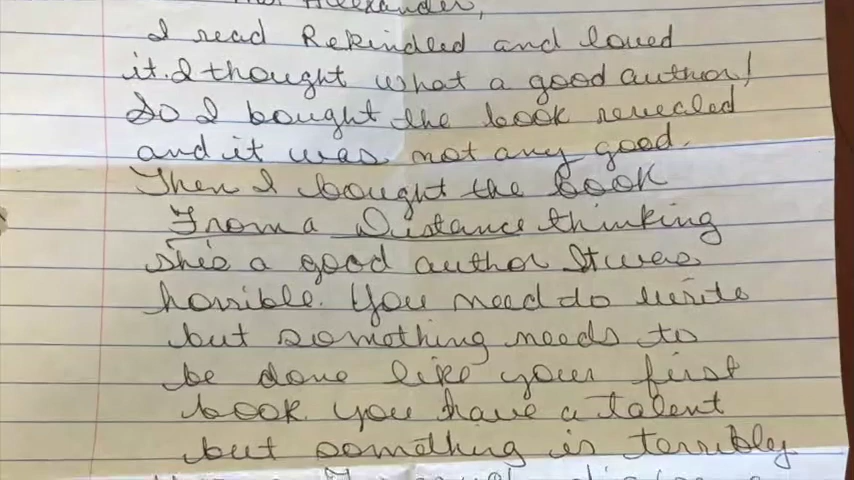 Alexander,
I read Rekindled and loved
it. I thought what a good author!
So I bought the book revealed
and it was not any good.
Then I bought the book
From a Distance thinking
she's a good author It was
horrible. You need do write
but something needs to
be done like your first
book you have a talent
but something is terribly